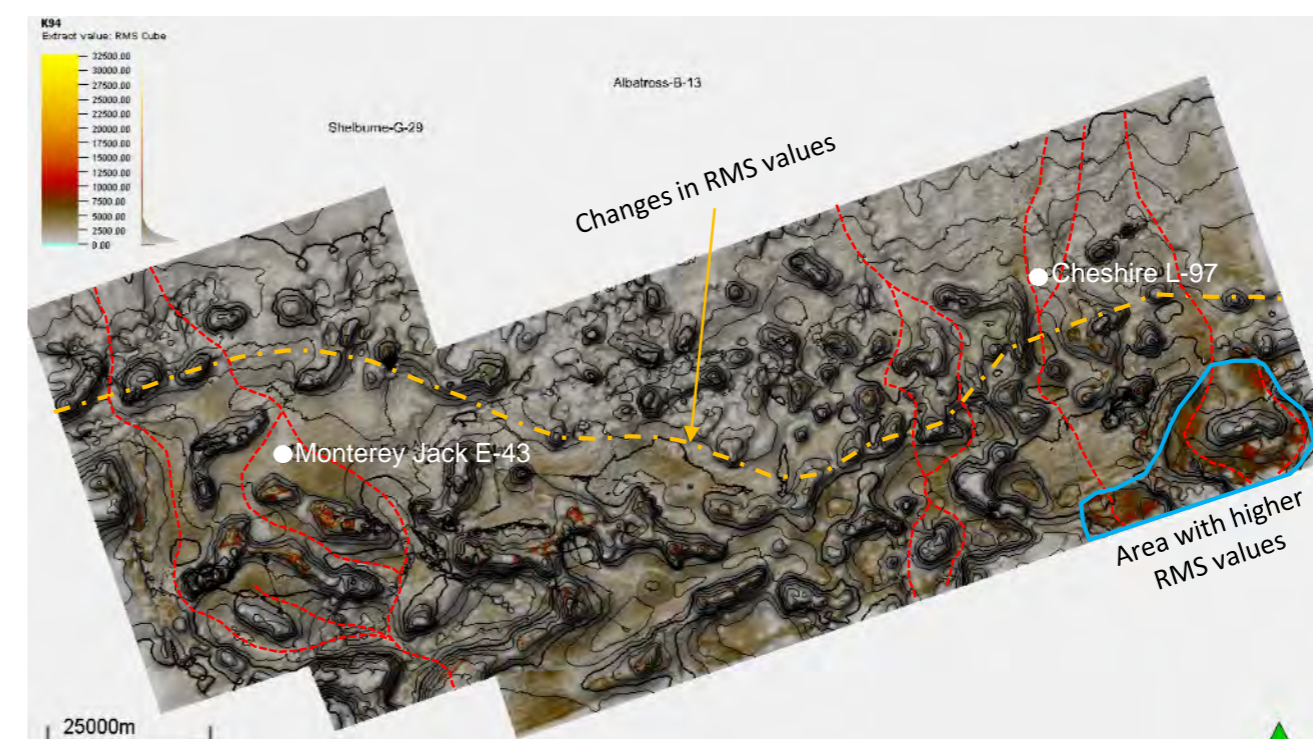 K94
Extract value: RMS Cube
32500.00
30000.00
27500.00
25000.00
22500.00
20000.00
17500.00
15000.00
12500.00
10000.00
7500.00
5000.00
2500.00
0.00
Albatross-B-13
Shelburne-G-29
Changes in RMS values
Cheshire L-97
Monterey Jack E-43
Area with higher
RMS values
25000m